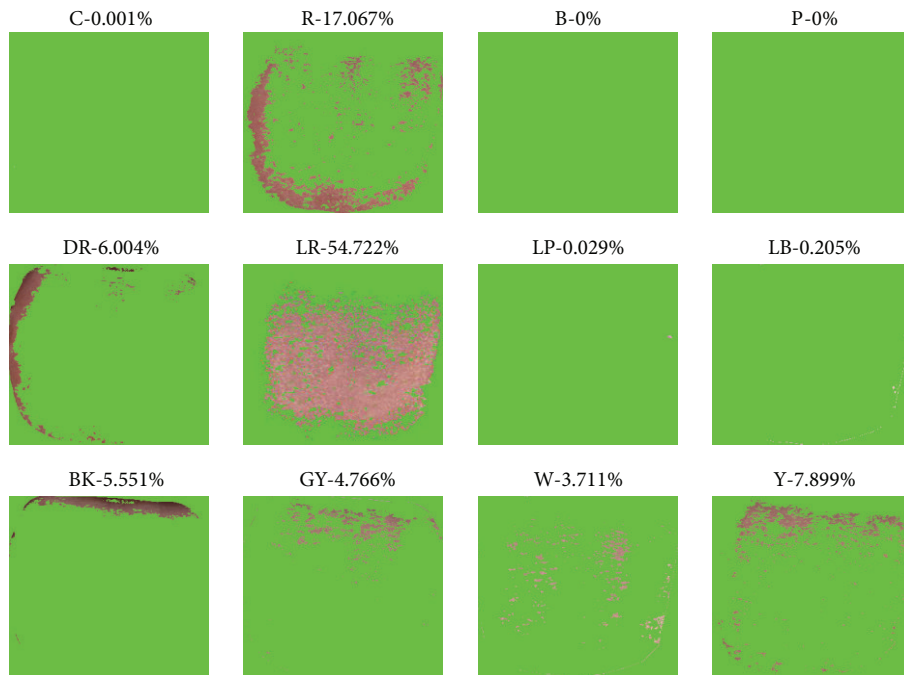 C-0.001% R-17.067% B-0% P-0%
DR-6.004% LR-54.722% LP-0.029% LB-0.205%
BK-5.551% GY-4.766% W-3.711% Y-7.899%